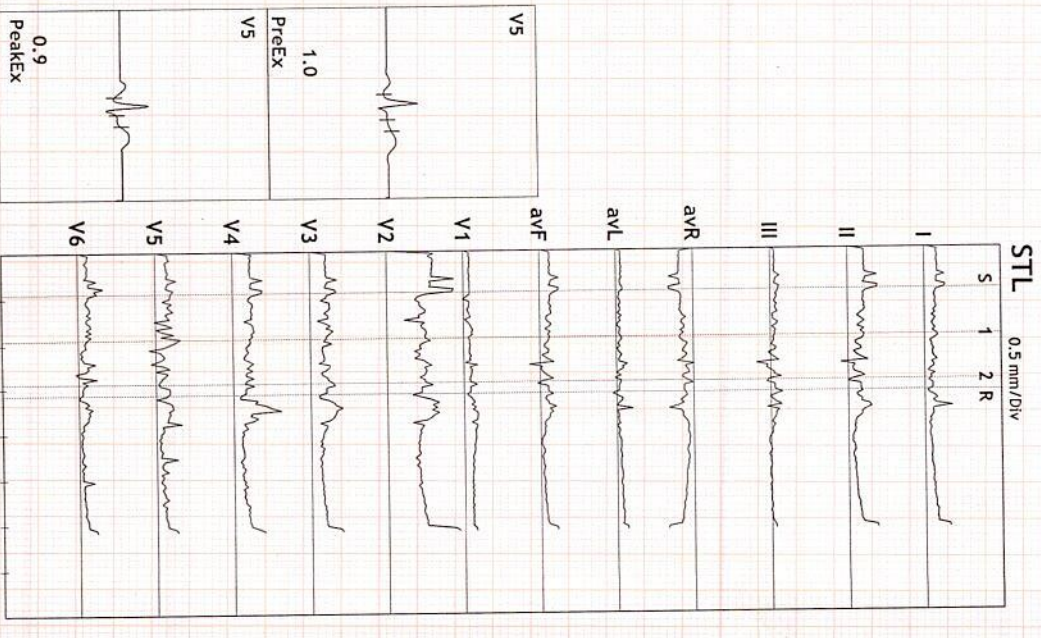 STL 0.5 mm/Div
S 1 2 R
I
II
III
avR
avL
avF
V1
V2
V3
V4
V5
V6
V5
1.0
PreEx
V5
0.9
PeakEx